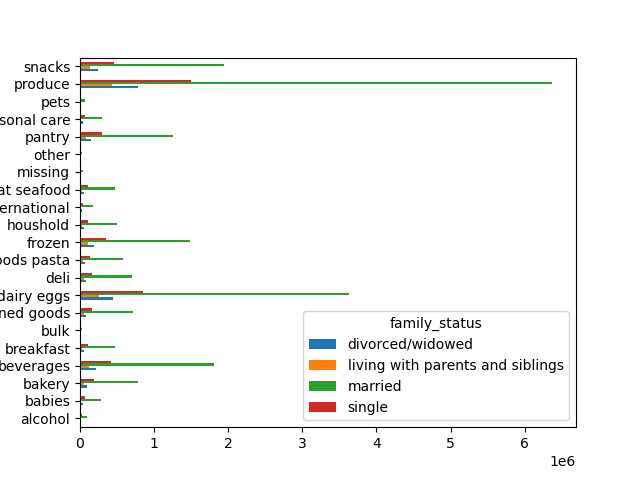 snacks
produce
pets
sonal care
pantry
other
missing
at seafood
ernational
houshold
frozen
oods pasta
deli
dairy eggs
ned goods
bulk
breakfast
beverages
bakery
babies
alcohol
0 1 2 3 4 5 6
1e6
family_status
divorced/widowed
living with parents and siblings
married
single